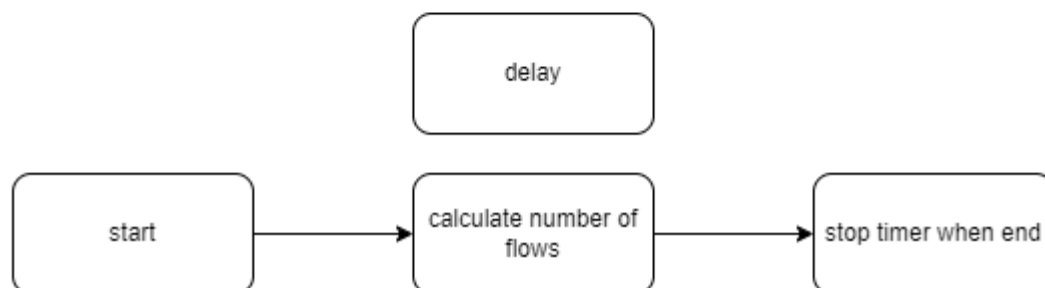 delay
start
calculate number of
flows
stop timer when end